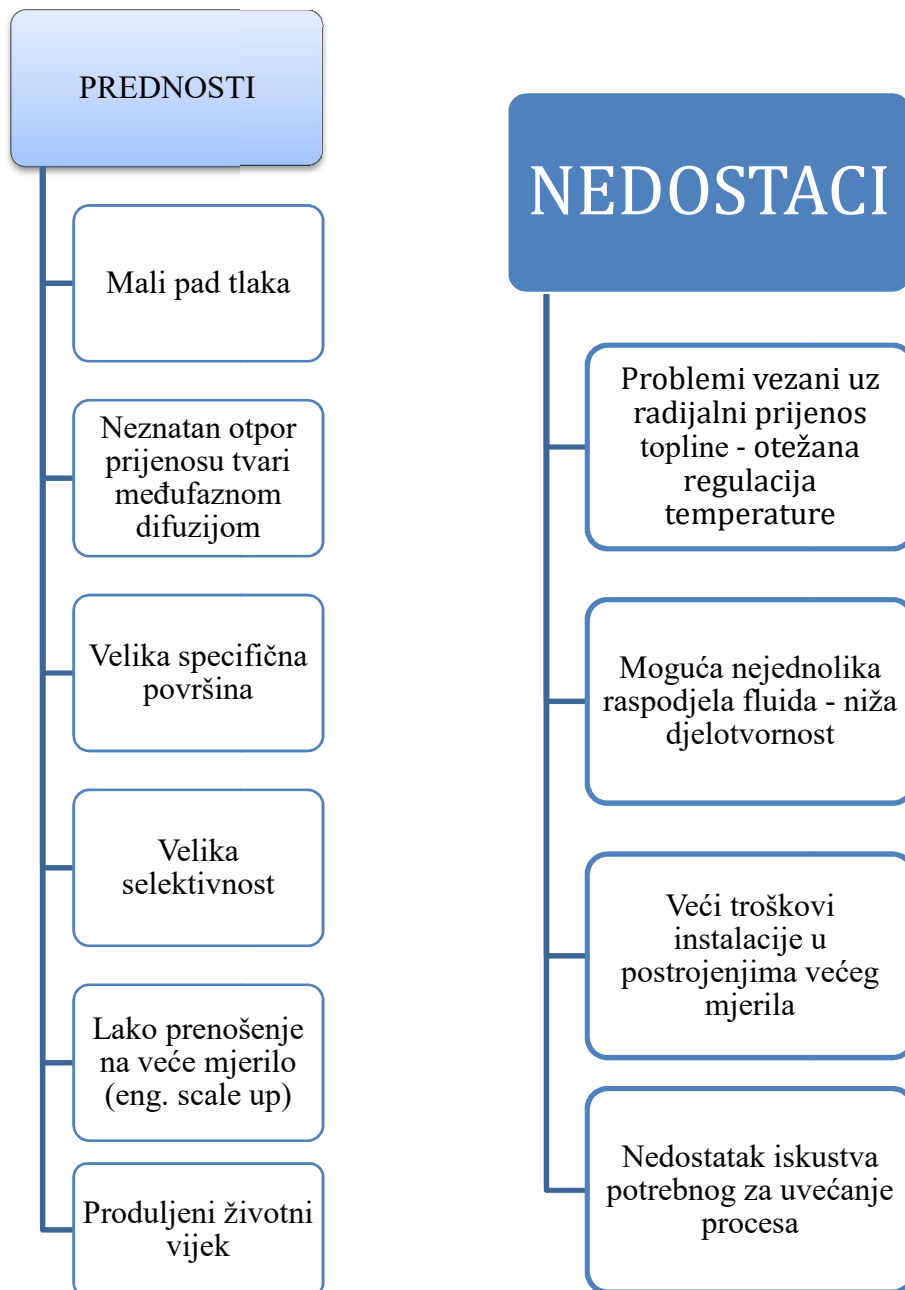 PREDNOSTI
Mali pad tlaka
Neznatan otpor
prijenosu tvari
međufaznom
difuzijom
Velika specifična
površina
Velika
selektivnost
Lako prenošenje
na veće mjerilo
(eng. scale up)
Produljeni životni
vijek
NEDOSTACI
Problemi vezani uz
radijalni prijenos
topline - otežana
regulacija
temperature
Moguća nejednolika
raspodjela fluida - niža
djelotvornost
Veći troškovi
instalacije u
postrojenjima većeg
mjerila
Nedostatak iskustva
potrebnog za uvećanje
procesa